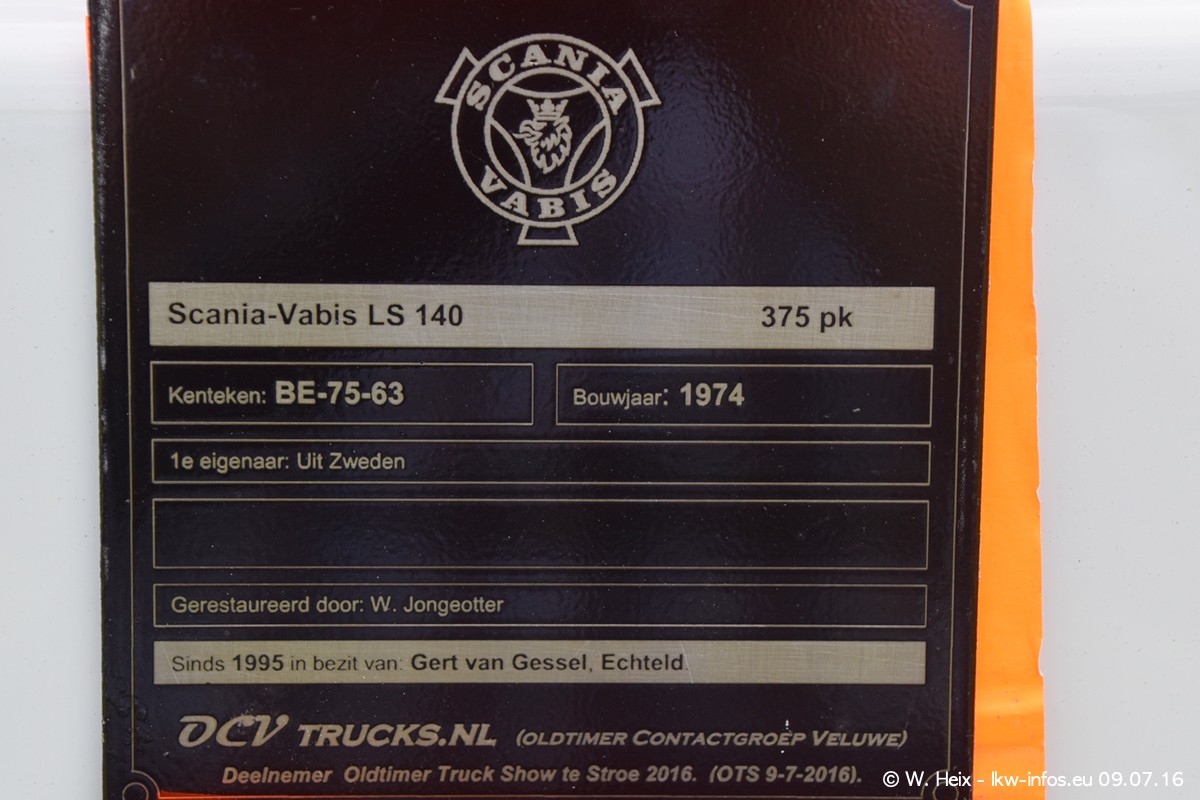 SCANIA
VABIS
Scania-Vabis LS 140 375 pk
Kenteken: BE-75-63 Bouwjaar: 1974
1e eigenaar: Uit Zweden
Gerestaureerd door: W. Jongeotter
Sinds 1995 in bezit van: Gert van Gessel, Echteld
OCV TRUCKS.NL (OLDTIMER CONTACTGROEP VELUWE)
Deelnemer Oldtimer Truck Show te Stroe 2016. (OTS 9-7-2016).
© W. Heix - lkw-infos.eu 09.07.16